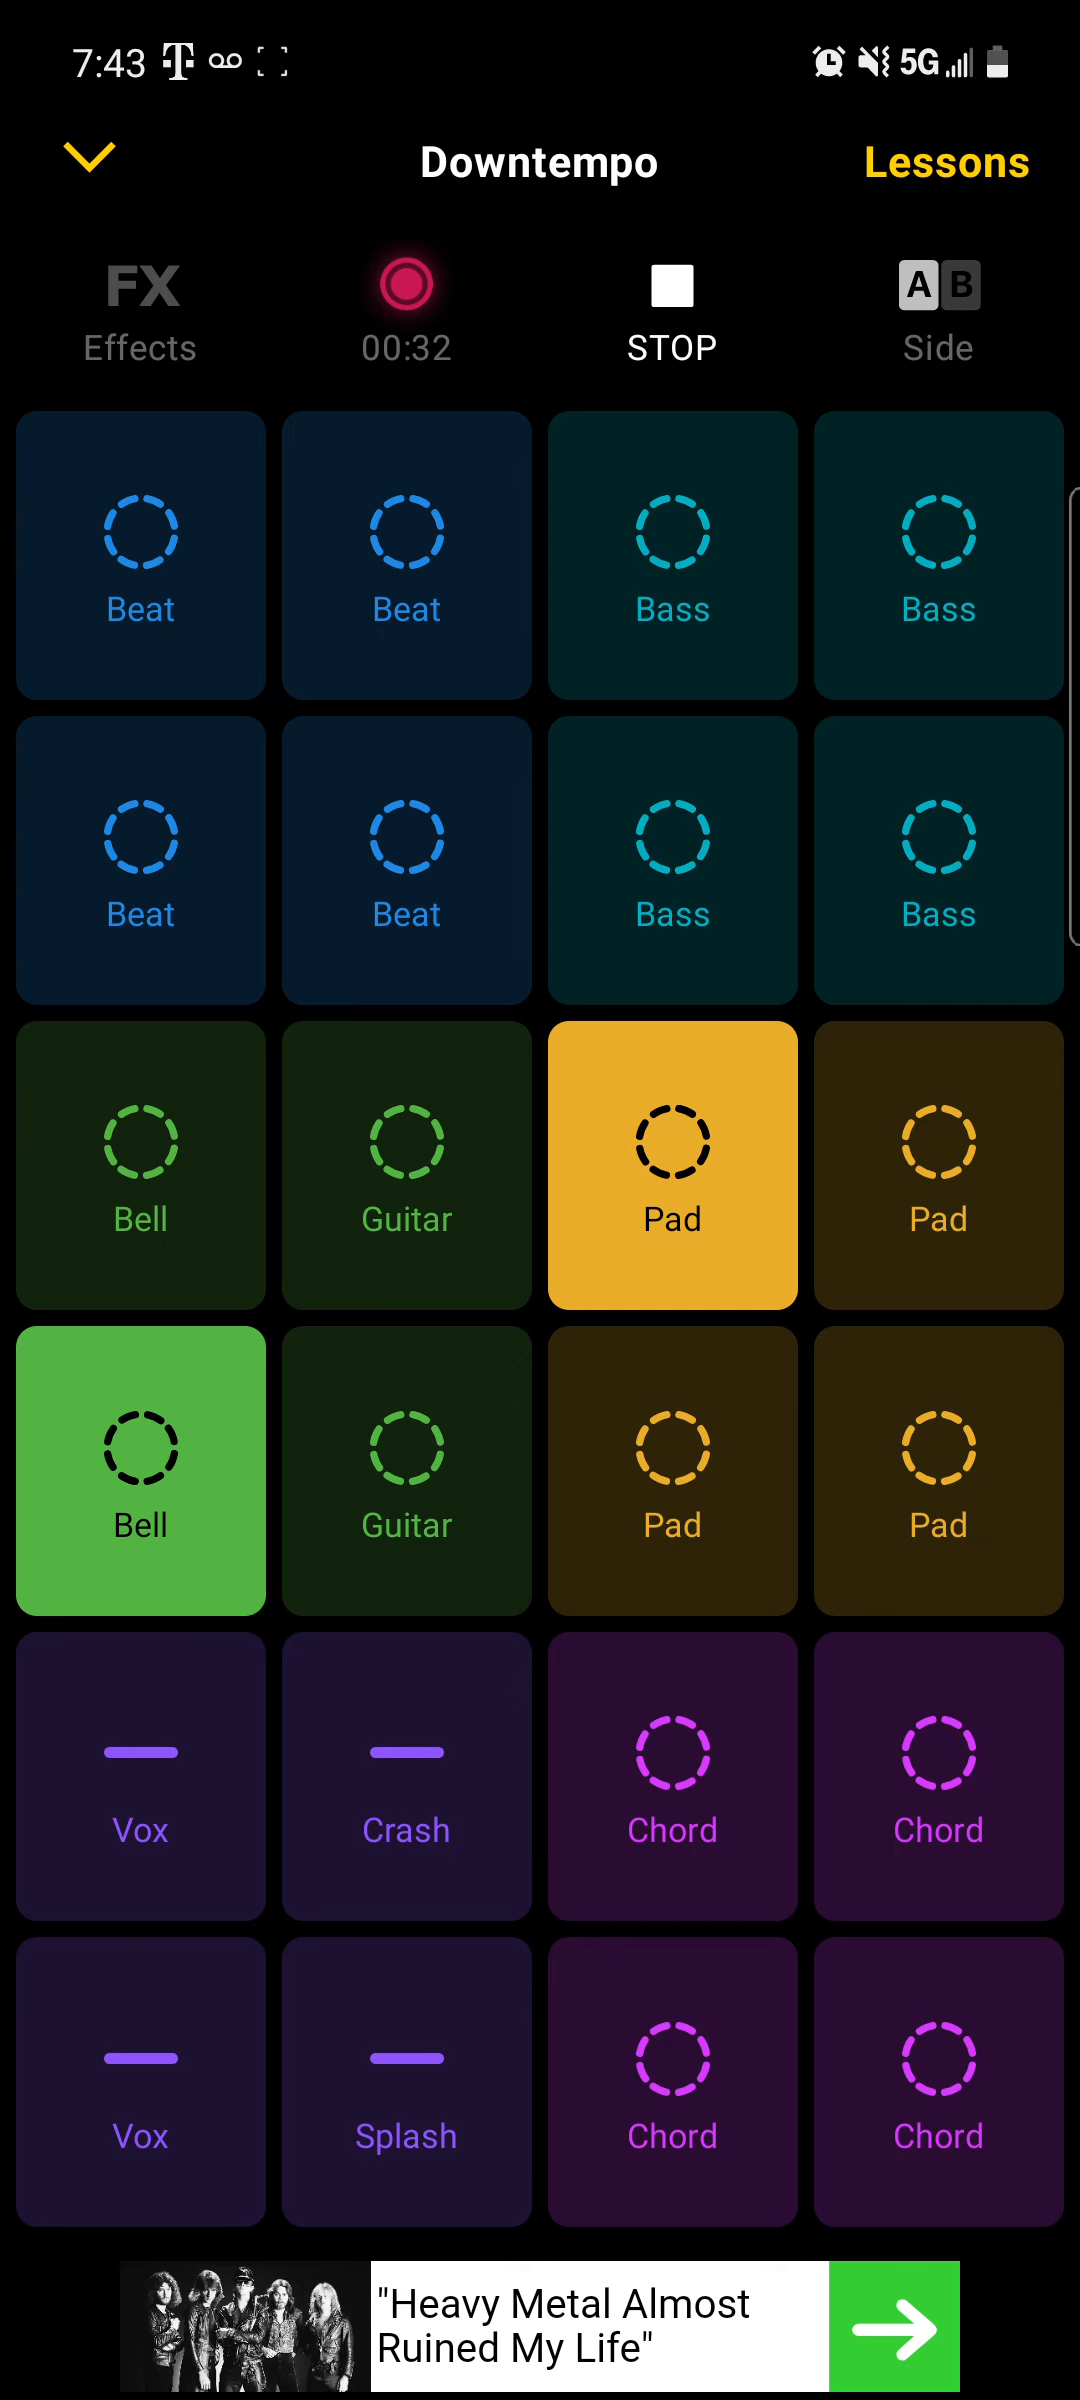 7:43 T 5G
Downtempo Lessons
FX A B
Effects 00:32 STOP Side
Beat Beat Bass Bass
Beat Beat Bass Bass
Bell Guitar Pad Pad
Bell Guitar Pad Pad
Vox Crash Chord Chord
Vox Splash Chord Chord
"Heavy Metal Almost
Ruined My Life"